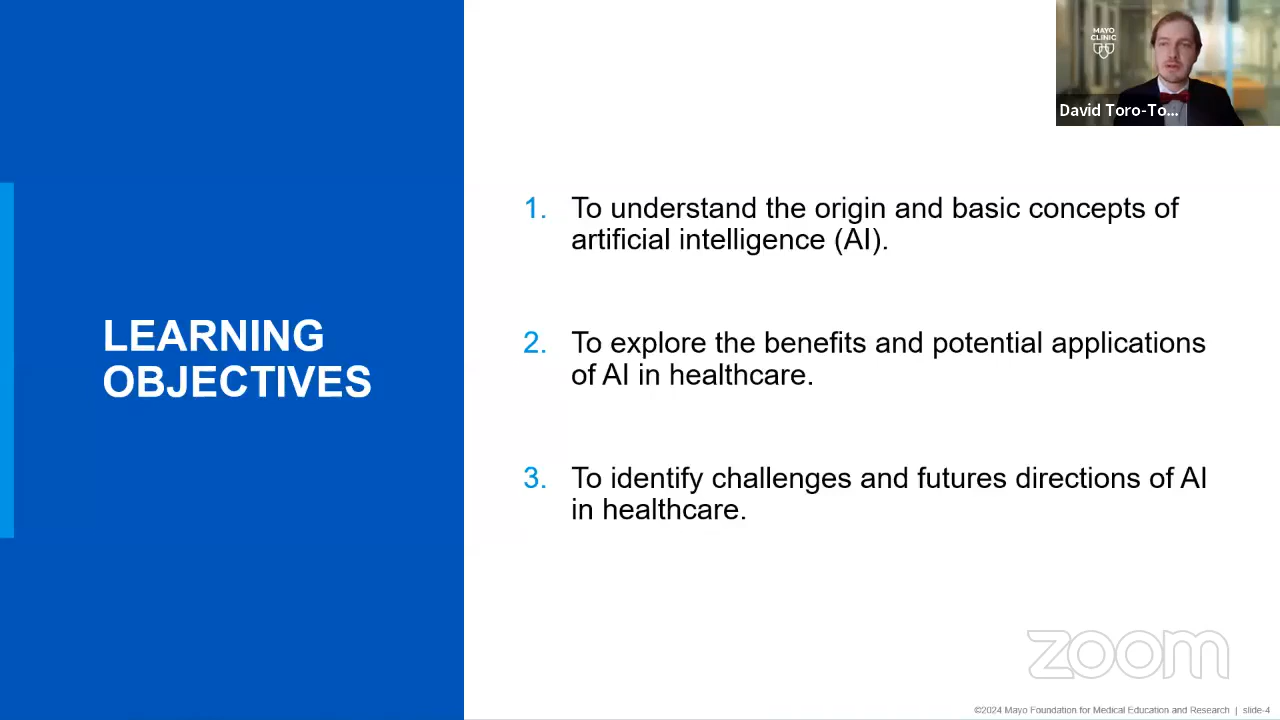 MAYO
CLINIC
David Toro-To...
LEARNING
OBJECTIVES
1. To understand the origin and basic concepts of
artificial intelligence (AI).
2. To explore the benefits and potential applications
of AI in healthcare.
3. To identify challenges and futures directions of AI
in healthcare.
zoom
©2024 Mayo Foundation for Medical Education and Research | slide-4